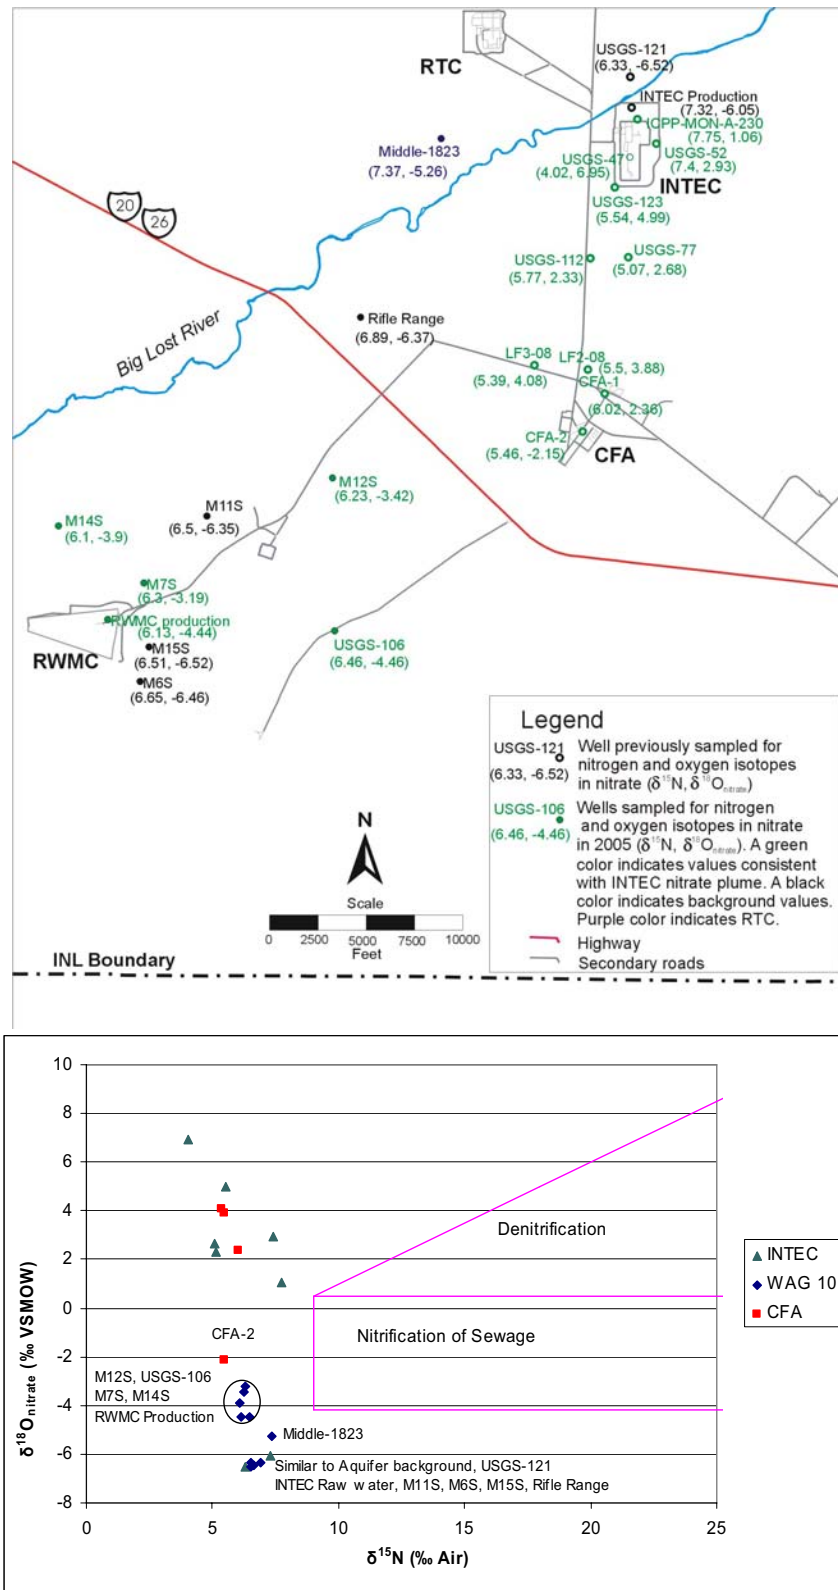 RTC
USGS-121
(6.33, -6.52)
INTEC Production
(7.32, -6.05)
ICPP-MON-A-230
(7.75, 1.06)
Middle-1823
(7.37, -5.26)
USGS-47
(4.02, 6.95)
USGS-52
(7.4, 2.93)
INTEC
USGS-123
(5.54, 4.99)
20
26
USGS-112
(5.77, 2.33)
USGS-77
(5.07, 2.68)
Big Lost River
Rifle Range
(6.89, -6.37)
LF3-08
(5.39, 4.08)
LF2-08
(5.5, 3.88)
CFA-1
(6.02, 2.36)
CFA-2
(5.46, -2.15)
CFA
M12S
(6.23, -3.42)
M11S
(6.5, -6.35)
M14S
(6.1, -3.9)
M7S
(6.3, -3.19)
RWMC production
(6.13, -4.44)
M15S
(6.51, -6.52)
RWMC
M6S
(6.65, -6.46)
USGS-106
(6.46, -4.46)
Legend
USGS-121
(6.33, -6.52)
Well previously sampled for
nitrogen and oxygen isotopes
in nitrate (δ¹⁵N, δ¹⁸Onitrate)
USGS-106
(6.46, -4.46)
Wells sampled for nitrogen
and oxygen isotopes in nitrate
in 2005 (δ¹⁵N, δ¹⁸Onitrate). A green
color indicates values consistent
with INTEC nitrate plume. A black
color indicates background values.
Purple color indicates RTC.
Highway
Secondary roads
N
Scale
0 2500 5000 7500 10000
Feet
INL Boundary
10
8
6
4
2
0
-2
-4
-6
-8
δ¹⁸Onitrate (‰ VSMOW)
Denitrification
Nitrification of Sewage
CFA-2
M12S, USGS-106
M7S, M14S
RWMC Production
Middle-1823
Similar to Aquifer background, USGS-121
INTEC Raw water, M11S, M6S, M15S, Rifle Range
0 5 10 15 20 25
δ¹⁵N (‰ Air)
INTEC
WAG 10
CFA